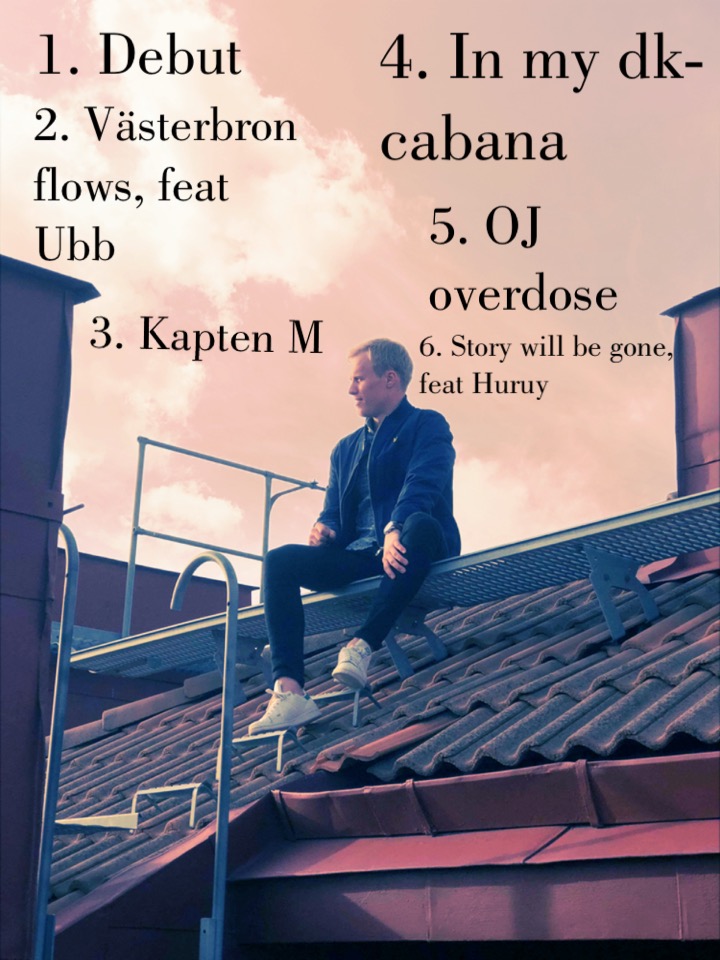 1. Debut
2. Västerbron
flows, feat
Ubb
3. Kapten M
4. In my dk-
cabana
5. OJ
overdose
6. Story will be gone,
feat Huruy